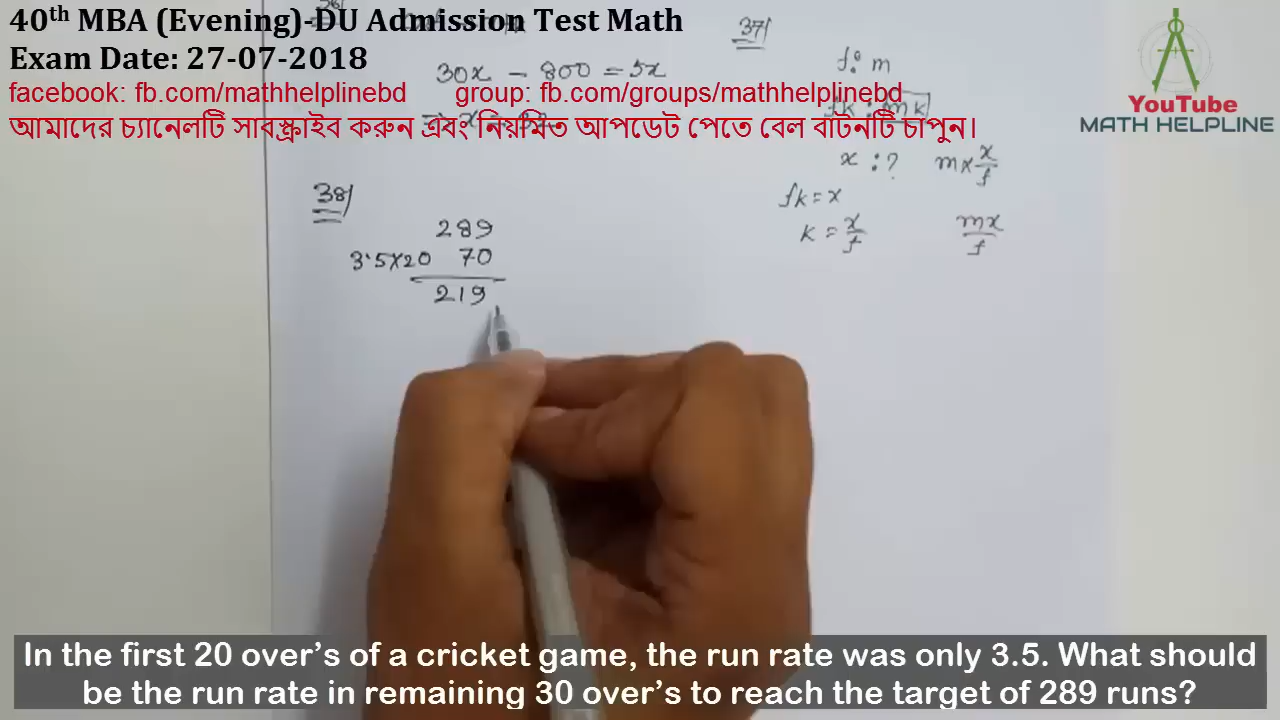 40th MBA (Evening)-DU Admission Test Math
Exam Date: 27-07-2018
facebook: fb.com/mathhelplinebd group: fb.com/groups/mathhelplinebd
আমাদের চ্যানেলটি সাবস্ক্রাইব করুন এবং নিয়মিত আপডেট পেতে বেল বাটনটি চাপুন।
YouTube
MATH HELPLINE
30x - 800 = 5x
37/
f : m
fk : mk
x : ? m × x/f
fk = x
k = x/f mx/f
38/
289
3.5×20 70
219
In the first 20 over's of a cricket game, the run rate was only 3.5. What should
be the run rate in remaining 30 over's to reach the target of 289 runs?